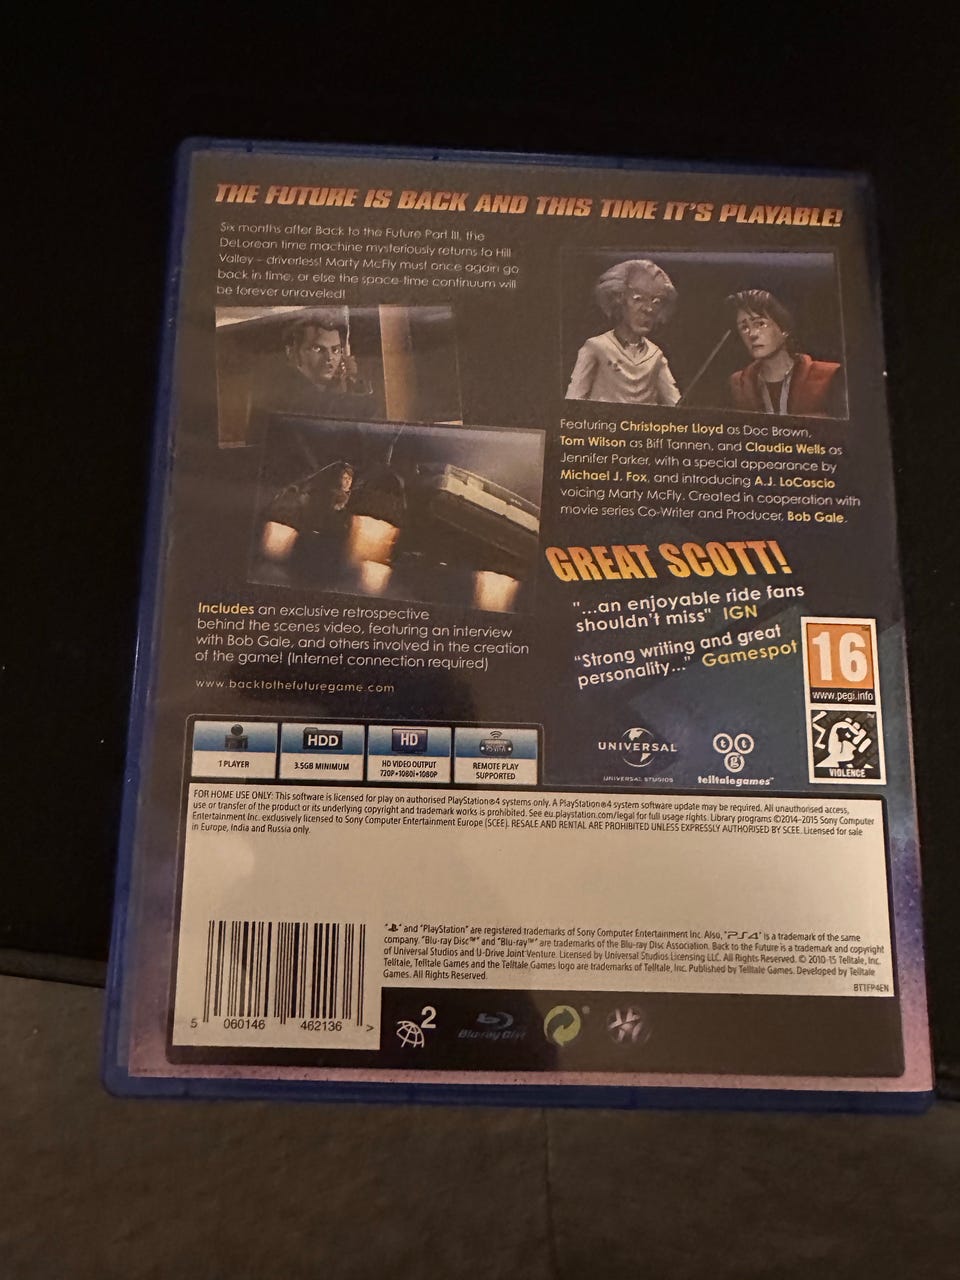 THE FUTURE IS BACK AND THIS TIME IT'S PLAYABLE!
Six months after Back to the Future Part III, the
DeLorean time machine mysteriously returns to Hill
Valley – driverless! Marty McFly must once again go
back in time, or else the space-time continuum will
be forever unraveled!
Featuring Christopher Lloyd as Doc Brown,
Tom Wilson as Biff Tannen, and Claudia Wells as
Jennifer Parker, with a special appearance by
Michael J. Fox, and introducing A.J. LoCascio
voicing Marty McFly. Created in cooperation with
movie series Co-Writer and Producer, Bob Gale.
GREAT SCOTT!
"...an enjoyable ride fans
shouldn't miss" IGN
"Strong writing and great
personality..." Gamespot
Includes an exclusive retrospective
behind the scenes video, featuring an interview
with Bob Gale, and others involved in the creation
of the game! (Internet connection required)
www.backtothefuturegame.com
16
www.pegi.info
VIOLENCE
1 PLAYER
HDD
3.5GB MINIMUM
HD
HD VIDEO OUTPUT
720P•1080i•1080P
PSVITA
REMOTE PLAY
SUPPORTED
UNIVERSAL
UNIVERSAL STUDIOS
ttg
telltalegames™
FOR HOME USE ONLY: This software is licensed for play on authorised PlayStation®4 systems only. A PlayStation®4 system software update may be required. All unauthorised access,
use or transfer of the product or its underlying copyright and trademark works is prohibited. See eu.playstation.com/legal for full usage rights. Library programs ©2014-2015 Sony Computer
Entertainment Inc. exclusively licensed to Sony Computer Entertainment Europe (SCEE). RESALE AND RENTAL ARE PROHIBITED UNLESS EXPRESSLY AUTHORISED BY SCEE. Licensed for sale
in Europe, India and Russia only.
" " and "PlayStation" are registered trademarks of Sony Computer Entertainment Inc. Also, "PS4" is a trademark of the same
company. "Blu-ray Disc™" and "Blu-ray™" are trademarks of the Blu-ray Disc Association. Back to the Future is a trademark and copyright
of Universal Studios and U-Drive Joint Venture. Licensed by Universal Studios Licensing LLC. All Rights Reserved. © 2010-15 Telltale, Inc.
Telltale, Telltale Games and the Telltale Games logo are trademarks of Telltale, Inc. Published by Telltale Games. Developed by Telltale
Games. All Rights Reserved.
BTTFP4EN
5 060146 462136 >
2
Blu-ray Disc